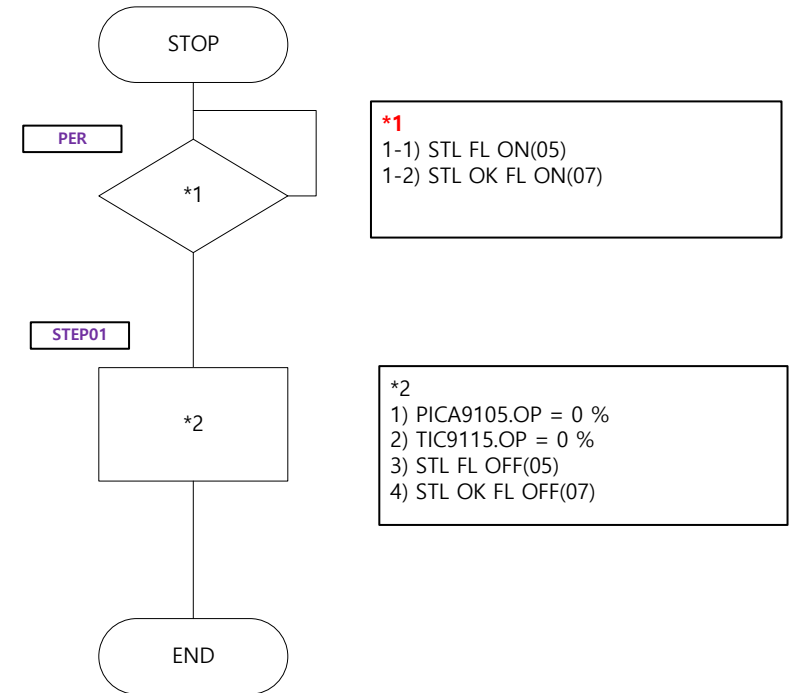 STOP
PER
*1
*1
1-1) STL FL ON(05)
1-2) STL OK FL ON(07)
STEP01
*2
*2
1) PICA9105.OP = 0 %
2) TIC9115.OP = 0 %
3) STL FL OFF(05)
4) STL OK FL OFF(07)
END